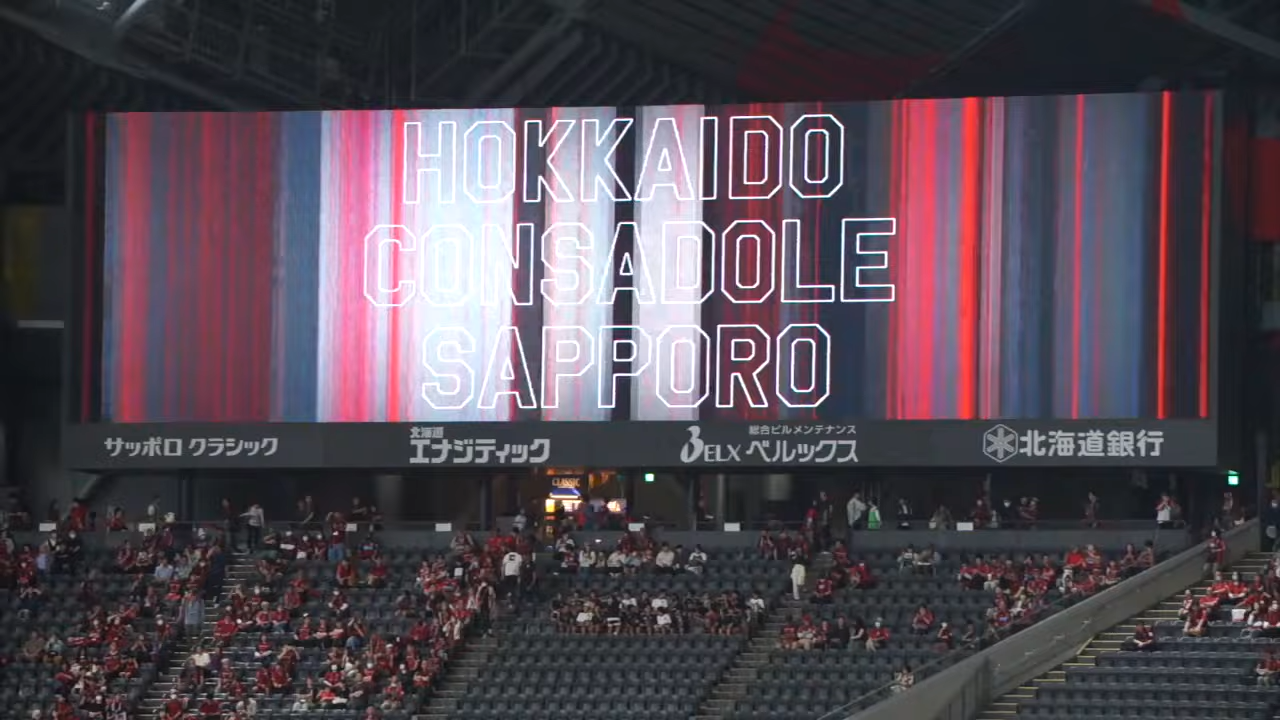 HOKKAIDO
CONSADOLE
SAPPORO
サッポロ クラシック
北海道
エナジティック
総合ビルメンテナンス
BELX ベルックス
北海道銀行
CLASSIC